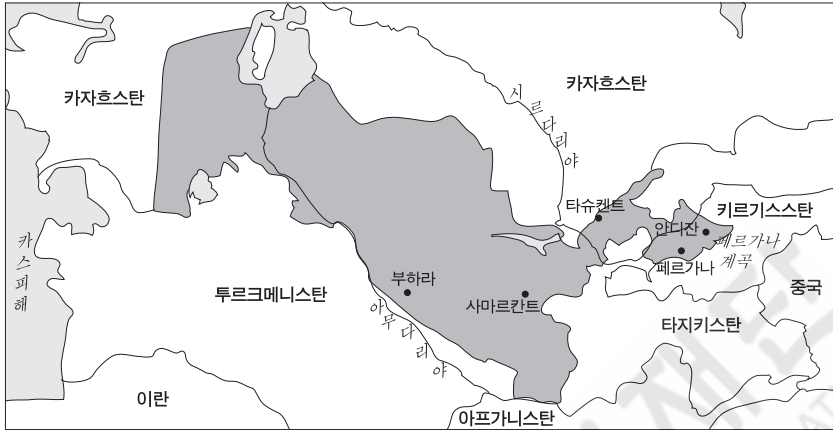 카자흐스탄
카자흐스탄
시르다리야
타슈켄트
키르기스스탄
안디잔
페르가나
계곡
페르가나
카스피해
부하라
중국
투르크메니스탄
사마르칸트
아무다리야
타지키스탄
이란
아프가니스탄
재단